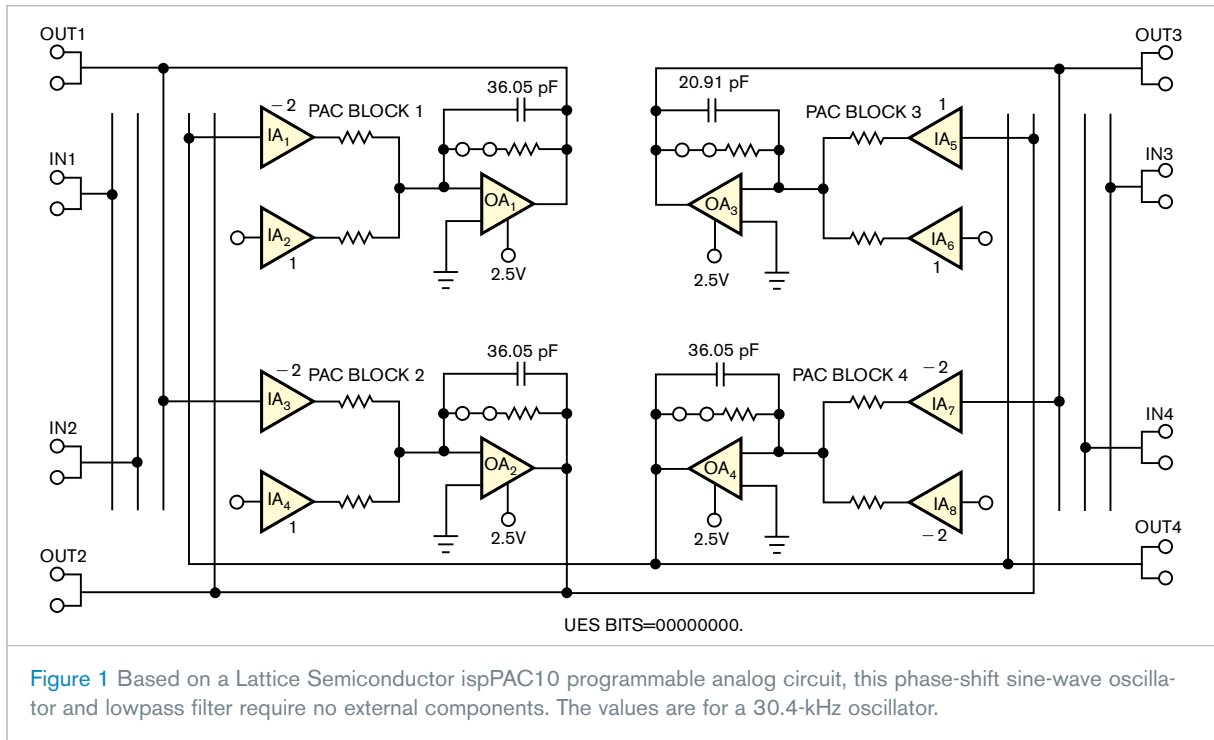 OUT1
OUT3
36.05 pF
20.91 pF
−2
PAC BLOCK 1
PAC BLOCK 3
1
IA1
IA5
IN1
IN3
OA1
OA3
IA2
IA6
1
2.5V
2.5V
1
36.05 pF
36.05 pF
−2
PAC BLOCK 2
PAC BLOCK 4
−2
IA3
IA7
IN2
IN4
OA2
OA4
IA4
IA8
1
2.5V
2.5V
−2
OUT2
OUT4
UES BITS=00000000.
Figure 1 Based on a Lattice Semiconductor ispPAC10 programmable analog circuit, this phase-shift sine-wave oscilla-
tor and lowpass filter require no external components. The values are for a 30.4-kHz oscillator.